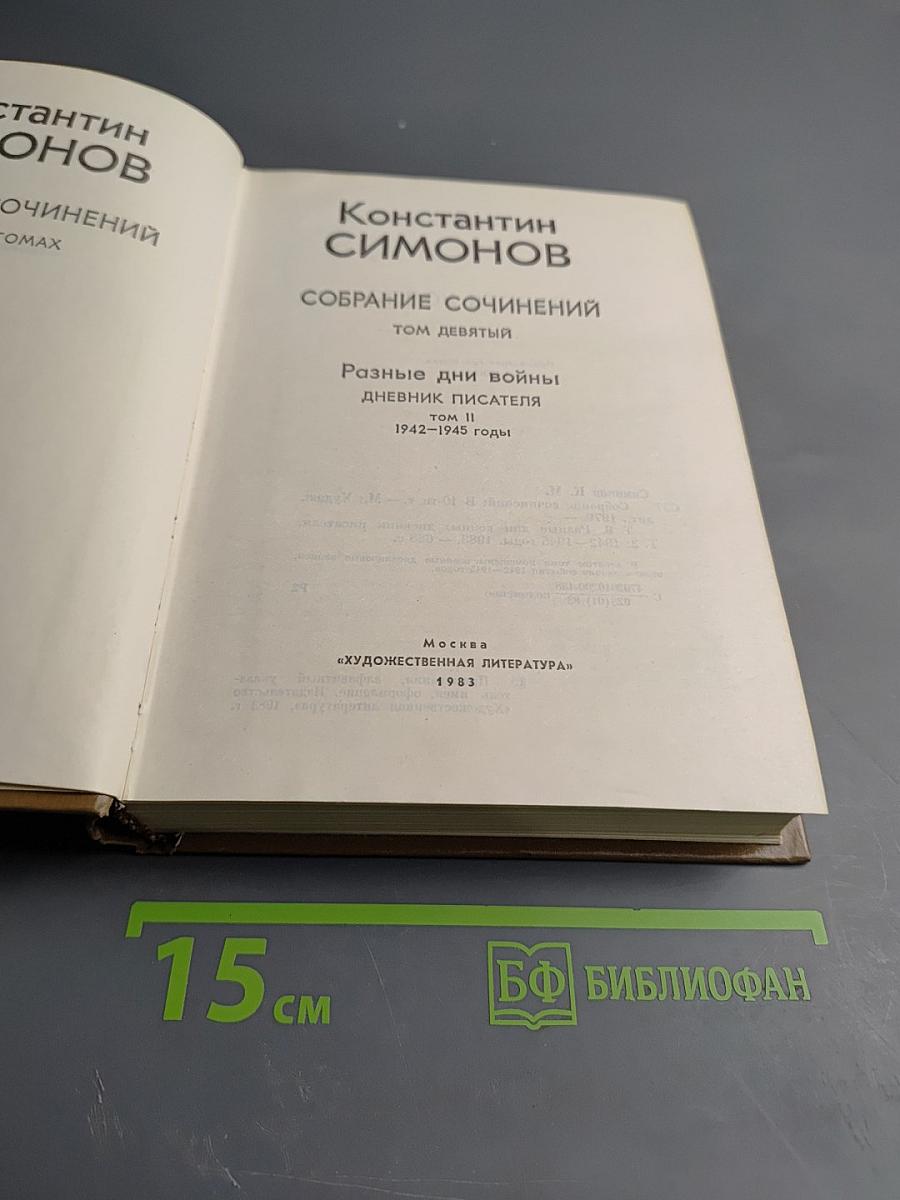 стантин
ОНОВ
ОЧИНЕНИЙ
ТОМАХ
Константин
СИМОНОВ
СОБРАНИЕ СОЧИНЕНИЙ
ТОМ ДЕВЯТЫЙ
Разные дни войны
ДНЕВНИК ПИСАТЕЛЯ
том II
1942—1945 годы
Москва
«ХУДОЖЕСТВЕННАЯ ЛИТЕРАТУРА»
1983
15 см
БФ БИБЛИОФАН